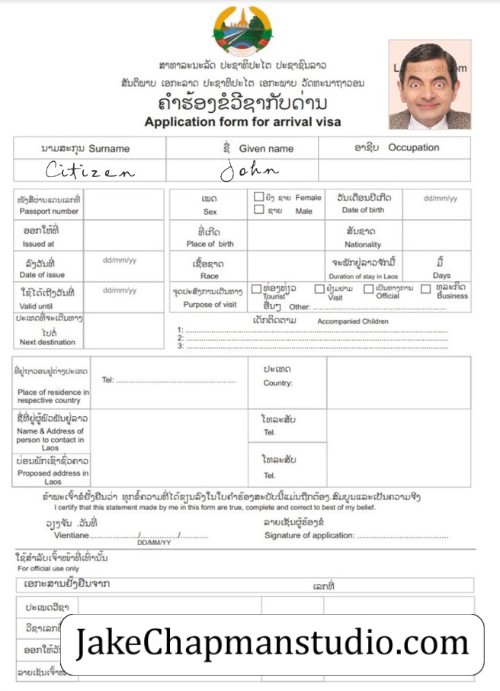 ສາທາລະນະລັດ ປະຊາທິປະໄຕ ປະຊາຊົນລາວ
ສັນຕິພາບ ເອກະລາດ ປະຊາທິປະໄຕ ເອກະພາບ ວັດທະນາຖາວອນ
ຄຳຮ້ອງຂໍວີຊາກັບດ່ານ
Application form for arrival visa
ນາມສະກຸນ Surname ຊື່ Given name ອາຊີບ Occupation
Citizen John
ໜັງສືຜ່ານແດນເລກທີ່ ເພດ ຍິງ ຊາຍ Female ວັນເດືອນປີເກີດ dd/mm/yy
Passport number Sex ຊາຍ Male Date of birth
ອອກໃຫ້ທີ່ ທີ່ເກີດ ສັນຊາດ
Issued at Place of birth Nationality
ລົງວັນທີ່ dd/mm/yy ເຊື້ອຊາດ ຈະພັກຢູ່ລາວຈັກມື້ ມື້
Date of issue Race Duration of stay in Laos Days
ໃຊ້ໄດ້ເຖິງວັນທີ່ dd/mm/yy ຈຸດປະສົງການເດີນທາງ ທ່ອງທ່ຽວ ຢ້ຽມຢາມ ເປັນທາງການ ທຸລະກິດ
Valid until Purpose of visit Tourist Visit Official Business
ອື່ນໆ Other:
ປະເທດທີ່ຈະເດີນທາງ ເດັກຕິດຕາມ Accompanied Children
ໄປຕໍ່ 1:
Next destination 2:
3:
ທີ່ຢູ່ຖາວອນຢູ່ຕ່າງປະເທດ Tel: ປະເທດ
Place of residence in Country:
respective country
ຊື່ທີ່ຢູ່ຜູ້ພົວພັນຢູ່ລາວ ໂທລະສັບ
Name & Address of Tel.
person to contact in
Laos
ບ່ອນພັກເຊົາຊົ່ວຄາວ ໂທລະສັບ
Proposed address in Tel.
Laos
ຂ້າພະເຈົ້າຂໍຢັ້ງຢືນວ່າ ທຸກຂໍ້ຄວາມທີ່ໄດ້ຂຽນລົງໃນໃບຄຳຮ້ອງສະບັບນີ້ແມ່ນຖືກຕ້ອງ.ສົມບູນແລະເປັນຄວາມຈິງ
I certify that this statement made by me in this form are true, complete and correct to best of my belief.
ວຽງຈັນ .ວັນທີ່ ລາຍເຊັນຜູ້ຮ້ອງຂໍ
Vientiane............./............/........... Signature of application:
DD/MM/YY
ໃຊ້ສຳລັບເຈົ້າໜ້າທີ່ເທົ່ານັ້ນ
For official use only
ເອກະສານຢັ້ງຢືນຈາກ ເລກທີ່
ປະເພດວີຊາ
ວີຊາເລກທີ່
ອອກໃຫ້ວັນ
ລາຍເຊັນເຈົ້າໜ້າ
JakeChapmanstudio.com